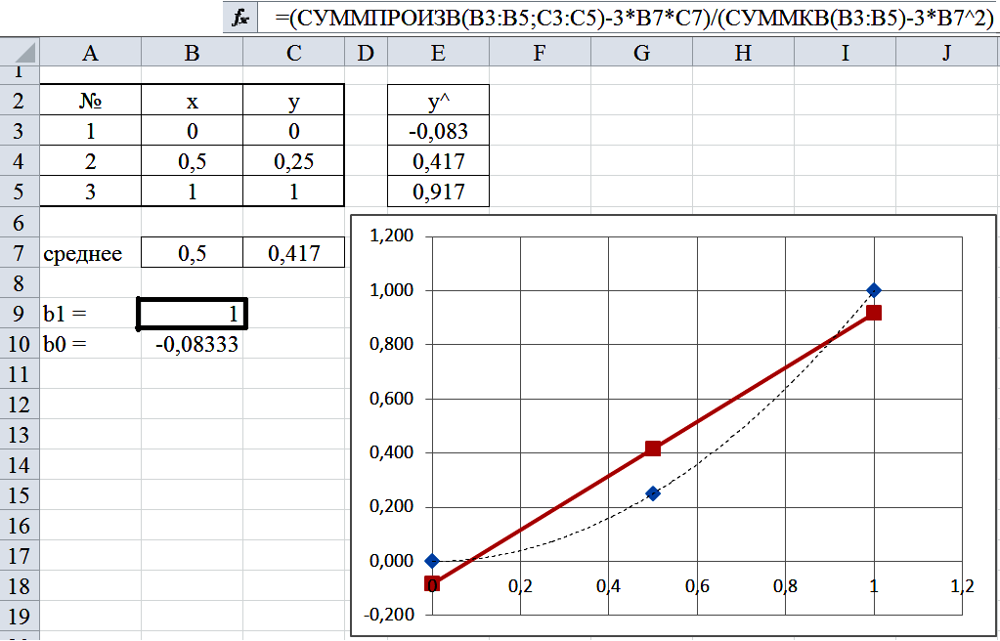 fx =(СУММПРОИЗВ(B3:B5;C3:C5)-3*B7*C7)/(СУММКВ(B3:B5)-3*B7^2)
A B C D E F G H I J
1
2 № x y y^
3 1 0 0 -0,083
4 2 0,5 0,25 0,417
5 3 1 1 0,917
6
7 среднее 0,5 0,417
8
9 b1 = 1
10 b0 = -0,08333
11
12
13
14
15
16
17
18
19
1,200
1,000
0,800
0,600
0,400
0,200
0,000
0 0,2 0,4 0,6 0,8 1 1,2
-0,200